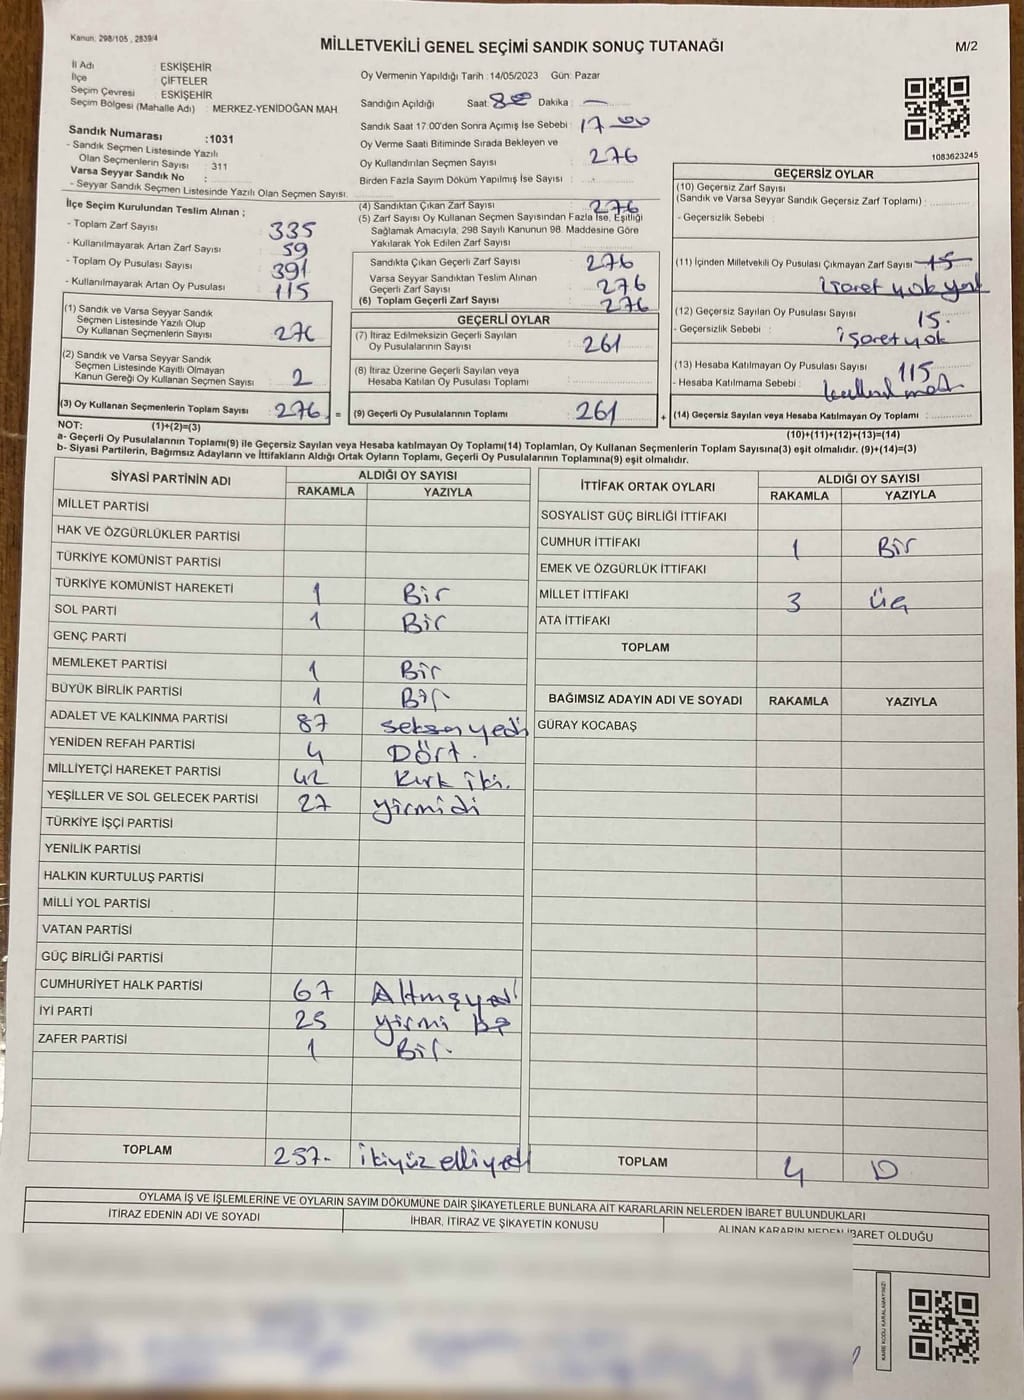 Kanun: 298/105 , 2839/4
MİLLETVEKİLİ GENEL SEÇİMİ SANDIK SONUÇ TUTANAĞI
M/2
İl Adı : ESKİŞEHİR
İlçe : ÇİFTELER
Seçim Çevresi : ESKİŞEHİR
Seçim Bölgesi (Mahalle Adı) : MERKEZ-YENİDOĞAN MAH
Sandık Numarası :1031
- Sandık Seçmen Listesinde Yazılı
Olan Seçmenlerin Sayısı : 311
Varsa Seyyar Sandık No :
- Seyyar Sandık Seçmen Listesinde Yazılı Olan Seçmen Sayısı:
Oy Vermenin Yapıldığı Tarih :14/05/2023 Gün: Pazar
Sandığın Açıldığı Saat: 8 00 Dakika : —
Sandık Saat 17:00'den Sonra Açımış İse Sebebi : 17 00
Oy Verme Saati Bitiminde Sırada Bekleyen ve
Oy Kullandırılan Seçmen Sayısı : 276
Birden Fazla Sayım Döküm Yapılmış İse Sayısı :
1083623245
İlçe Seçim Kurulundan Teslim Alınan ;
- Toplam Zarf Sayısı : 335
- Kullanılmayarak Artan Zarf Sayısı : 59
- Toplam Oy Pusulası Sayısı : 391
- Kullanılmayarak Artan Oy Pusulası : 115
(1) Sandık ve Varsa Seyyar Sandık
Seçmen Listesinde Yazılı Olup
Oy Kullanan Seçmenlerin Sayısı : 276
(2) Sandık ve Varsa Seyyar Sandık
Seçmen Listesinde Kayıtlı Olmayan
Kanun Gereği Oy Kullanan Seçmen Sayısı : 2
(3) Oy Kullanan Seçmenlerin Toplam Sayısı : 276 =
(1)+(2)=(3)
(4) Sandıktan Çıkan Zarf Sayısı : 276
(5) Zarf Sayısı Oy Kullanan Seçmen Sayısından Fazla İse, Eşitliği
Sağlamak Amacıyla, 298 Sayılı Kanunun 98. Maddesine Göre
Yakılarak Yok Edilen Zarf Sayısı :
Sandıkta Çıkan Geçerli Zarf Sayısı : 276
Varsa Seyyar Sandıktan Teslim Alınan
Geçerli Zarf Sayısı : 276
(6) Toplam Geçerli Zarf Sayısı : 276
GEÇERLİ OYLAR
(7) İtiraz Edilmeksizin Geçerli Sayılan
Oy Pusulalarının Sayısı : 261
(8) İtiraz Üzerine Geçerli Sayılan veya
Hesaba Katılan Oy Pusulası Toplamı :
(9) Geçerli Oy Pusulalarının Toplamı : 261 +
GEÇERSİZ OYLAR
(10) Geçersiz Zarf Sayısı
(Sandık ve Varsa Seyyar Sandık Geçersiz Zarf Toplamı) :
- Geçersizlik Sebebi :
(11) İçinden Milletvekili Oy Pusulası Çıkmayan Zarf Sayısı : 15
İsaret yok
(12) Geçersiz Sayılan Oy Pusulası Sayısı : 15.
- Geçersizlik Sebebi : işaret yok
(13) Hesaba Katılmayan Oy Pusulası Sayısı : 115
- Hesaba Katılmama Sebebi :
(14) Geçersiz Sayılan veya Hesaba Katılmayan Oy Toplamı :
(10)+(11)+(12)+(13)=(14)
NOT:
a- Geçerli Oy Pusulalarının Toplamı(9) ile Geçersiz Sayılan veya Hesaba katılmayan Oy Toplamı(14) Toplamları, Oy Kullanan Seçmenlerin Toplam Sayısına(3) eşit olmalıdır. (9)+(14)=(3)
b- Siyasi Partilerin, Bağımsız Adayların ve İttifakların Aldığı Ortak Oyların Toplamı, Geçerli Oy Pusulalarının Toplamına(9) eşit olmalıdır.
SİYASİ PARTİNİN ADI ALDIĞI OY SAYISI
RAKAMLA YAZIYLA
MİLLET PARTİSİ
HAK VE ÖZGÜRLÜKLER PARTİSİ
TÜRKİYE KOMÜNİST PARTİSİ
TÜRKİYE KOMÜNİST HAREKETİ 1 Bir
SOL PARTİ 1 Bir
GENÇ PARTİ
MEMLEKET PARTİSİ 1 Bir
BÜYÜK BİRLİK PARTİSİ 1 Bir
ADALET VE KALKINMA PARTİSİ 87 seksenyedi
YENİDEN REFAH PARTİSİ 4 Dört.
MİLLİYETÇİ HAREKET PARTİSİ 42 Kırk iki.
YEŞİLLER VE SOL GELECEK PARTİSİ 27
TÜRKİYE İŞÇİ PARTİSİ
YENİLİK PARTİSİ
HALKIN KURTULUŞ PARTİSİ
MİLLİ YOL PARTİSİ
VATAN PARTİSİ
GÜÇ BİRLİĞİ PARTİSİ
CUMHURİYET HALK PARTİSİ 67 Altmışyedi
İYİ PARTİ 25 yirmi beş
ZAFER PARTİSİ 1 Bir.
TOPLAM 257- ikiyüz elliyedi
İTTİFAK ORTAK OYLARI ALDIĞI OY SAYISI
RAKAMLA YAZIYLA
SOSYALİST GÜÇ BİRLİĞİ İTTİFAKI
CUMHUR İTTİFAKI 1 Bir
EMEK VE ÖZGÜRLÜK İTTİFAKI
MİLLET İTTİFAKI 3 üç
ATA İTTİFAKI
TOPLAM
BAĞIMSIZ ADAYIN ADI VE SOYADI RAKAMLA YAZIYLA
GÜRAY KOCABAŞ
TOPLAM 4 D
OYLAMA İŞ VE İŞLEMLERİNE VE OYLARIN SAYIM DÖKÜMÜNE DAİR ŞİKAYETLERLE BUNLARA AİT KARARLARIN NELERDEN İBARET BULUNDUKLARI
İTİRAZ EDENİN ADI VE SOYADI İHBAR, İTİRAZ VE ŞİKAYETİN KONUSU ALINAN KARARIN NEDEN İBARET OLDUĞU
KARE KODU KARALAMAYINIZ!